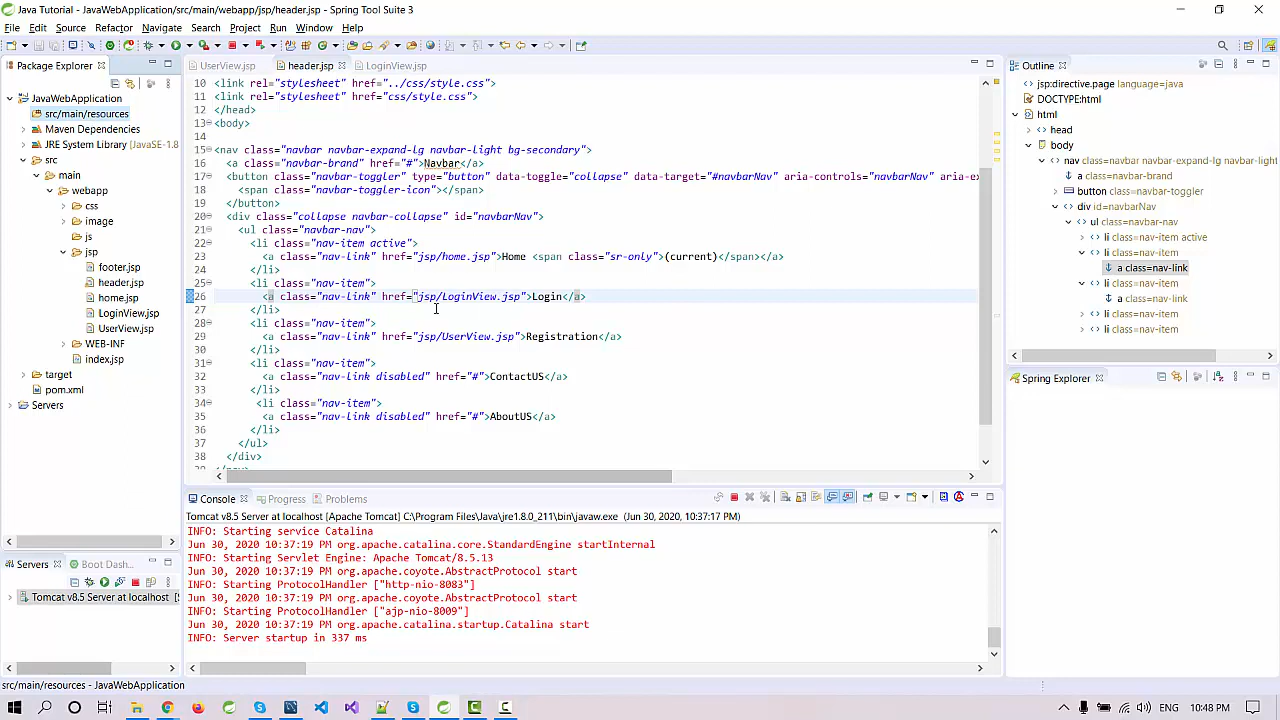 Java Tutorial - JavaWebApplication/src/main/webapp/jsp/header.jsp - Spring Tool Suite 3
File Edit Source Refactor Navigate Search Project Run Window Help
Package Explorer
JavaWebApplication
src/main/resources
Maven Dependencies
JRE System Library [JavaSE-1.8
src
main
webapp
css
image
js
jsp
footer.jsp
header.jsp
home.jsp
LoginView.jsp
UserView.jsp
WEB-INF
index.jsp
target
pom.xml
Servers
Servers Boot Dash...
Tomcat v8.5 Server at localhost
UserView.jsp header.jsp LoginView.jsp
10 <link rel="stylesheet" href="../css/style.css">
11 <link rel="stylesheet" href="css/style.css">
12 </head>
13 <body>
14
15 <nav class="navbar navbar-expand-lg navbar-light bg-secondary">
16 <a class="navbar-brand" href="#">Navbar</a>
17 <button class="navbar-toggler" type="button" data-toggle="collapse" data-target="#navbarNav" aria-controls="navbarNav" aria-e
18 <span class="navbar-toggler-icon"></span>
19 </button>
20 <div class="collapse navbar-collapse" id="navbarNav">
21 <ul class="navbar-nav">
22 <li class="nav-item active">
23 <a class="nav-link" href="jsp/home.jsp">Home <span class="sr-only">(current)</span></a>
24 </li>
25 <li class="nav-item">
26 <a class="nav-link" href="jsp/LoginView.jsp">Login</a>
27 </li>
28 <li class="nav-item">
29 <a class="nav-link" href="jsp/UserView.jsp">Registration</a>
30 </li>
31 <li class="nav-item">
32 <a class="nav-link disabled" href="#">ContactUS</a>
33 </li>
34 <li class="nav-item">
35 <a class="nav-link disabled" href="#">AboutUS</a>
36 </li>
37 </ul>
38 </div>
Console Progress Problems
Tomcat v8.5 Server at localhost [Apache Tomcat] C:\Program Files\Java\jre1.8.0_211\bin\javaw.exe (Jun 30, 2020, 10:37:17 PM)
INFO: Starting service Catalina
Jun 30, 2020 10:37:19 PM org.apache.catalina.core.StandardEngine startInternal
INFO: Starting Servlet Engine: Apache Tomcat/8.5.13
Jun 30, 2020 10:37:19 PM org.apache.coyote.AbstractProtocol start
INFO: Starting ProtocolHandler ["http-nio-8083"]
Jun 30, 2020 10:37:19 PM org.apache.coyote.AbstractProtocol start
INFO: Starting ProtocolHandler ["ajp-nio-8009"]
Jun 30, 2020 10:37:19 PM org.apache.catalina.startup.Catalina start
INFO: Server startup in 337 ms
Outline
jsp:directive.page language=java
DOCTYPE:html
html
head
body
nav class=navbar navbar-expand-lg navbar-light
a class=navbar-brand
button class=navbar-toggler
div id=navbarNav
ul class=navbar-nav
li class=nav-item active
li class=nav-item
a class=nav-link
li class=nav-item
a class=nav-link
li class=nav-item
li class=nav-item
Spring Explorer
src/main/resources - JavaWebApplication
ENG 10:48 PM